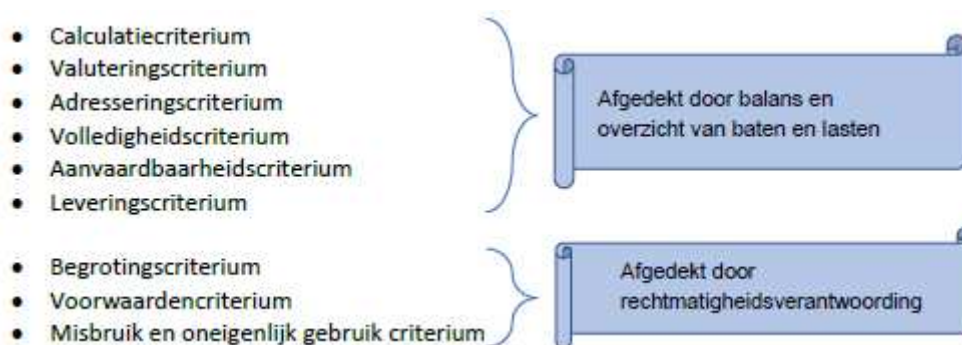 • Calculatiecriterium
• Valuteringscriterium
• Adresseringscriterium
• Volledigheidscriterium
• Aanvaardbaarheidscriterium
• Leveringscriterium
Afgedekt door balans en
overzicht van baten en lasten
• Begrotingscriterium
• Voorwaardencriterium
• Misbruik en oneigenlijk gebruik criterium
Afgedekt door
rechtmatigheidsverantwoording